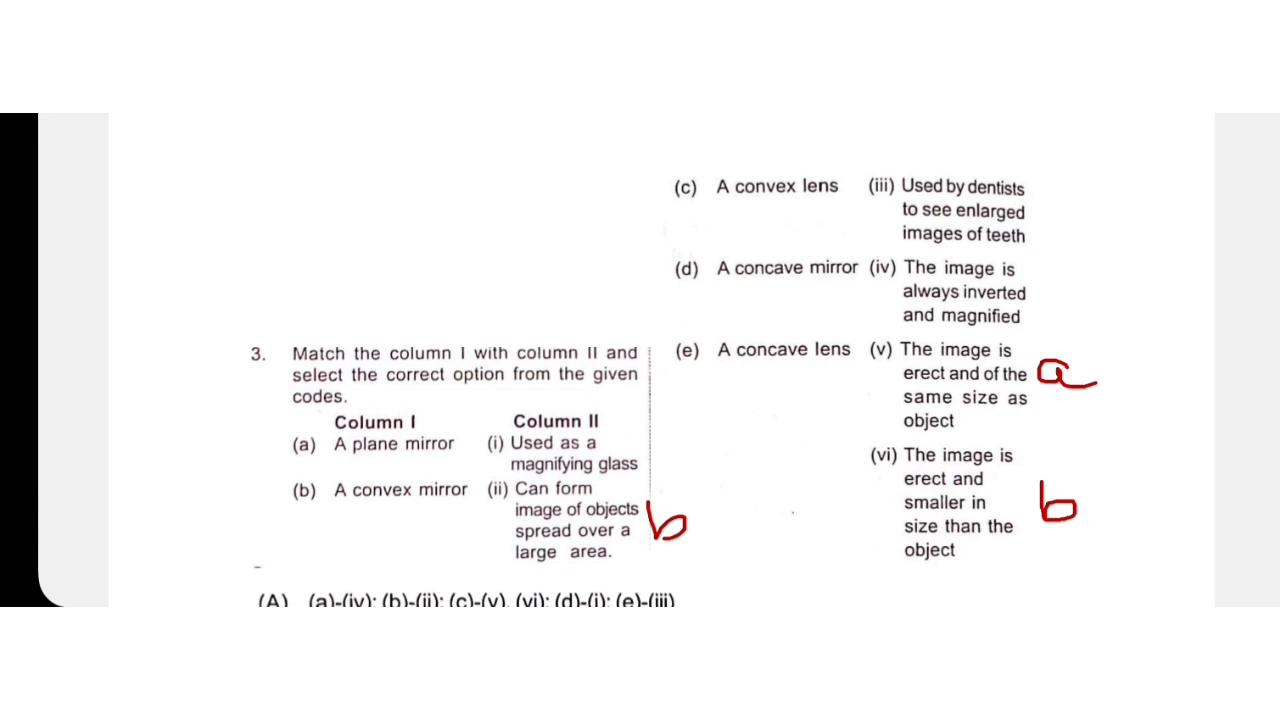 3. Match the column I with column II and
select the correct option from the given
codes.
Column I Column II
(a) A plane mirror (i) Used as a
magnifying glass
(b) A convex mirror (ii) Can form
image of objects
spread over a
large area.
b
(c) A convex lens (iii) Used by dentists
to see enlarged
images of teeth
(d) A concave mirror (iv) The image is
always inverted
and magnified
(e) A concave lens (v) The image is
erect and of the a
same size as
object
(vi) The image is
erect and
smaller in b
size than the
object
(A) (a)-(iv); (b)-(ii); (c)-(v), (vi); (d)-(i); (e)-(iii)